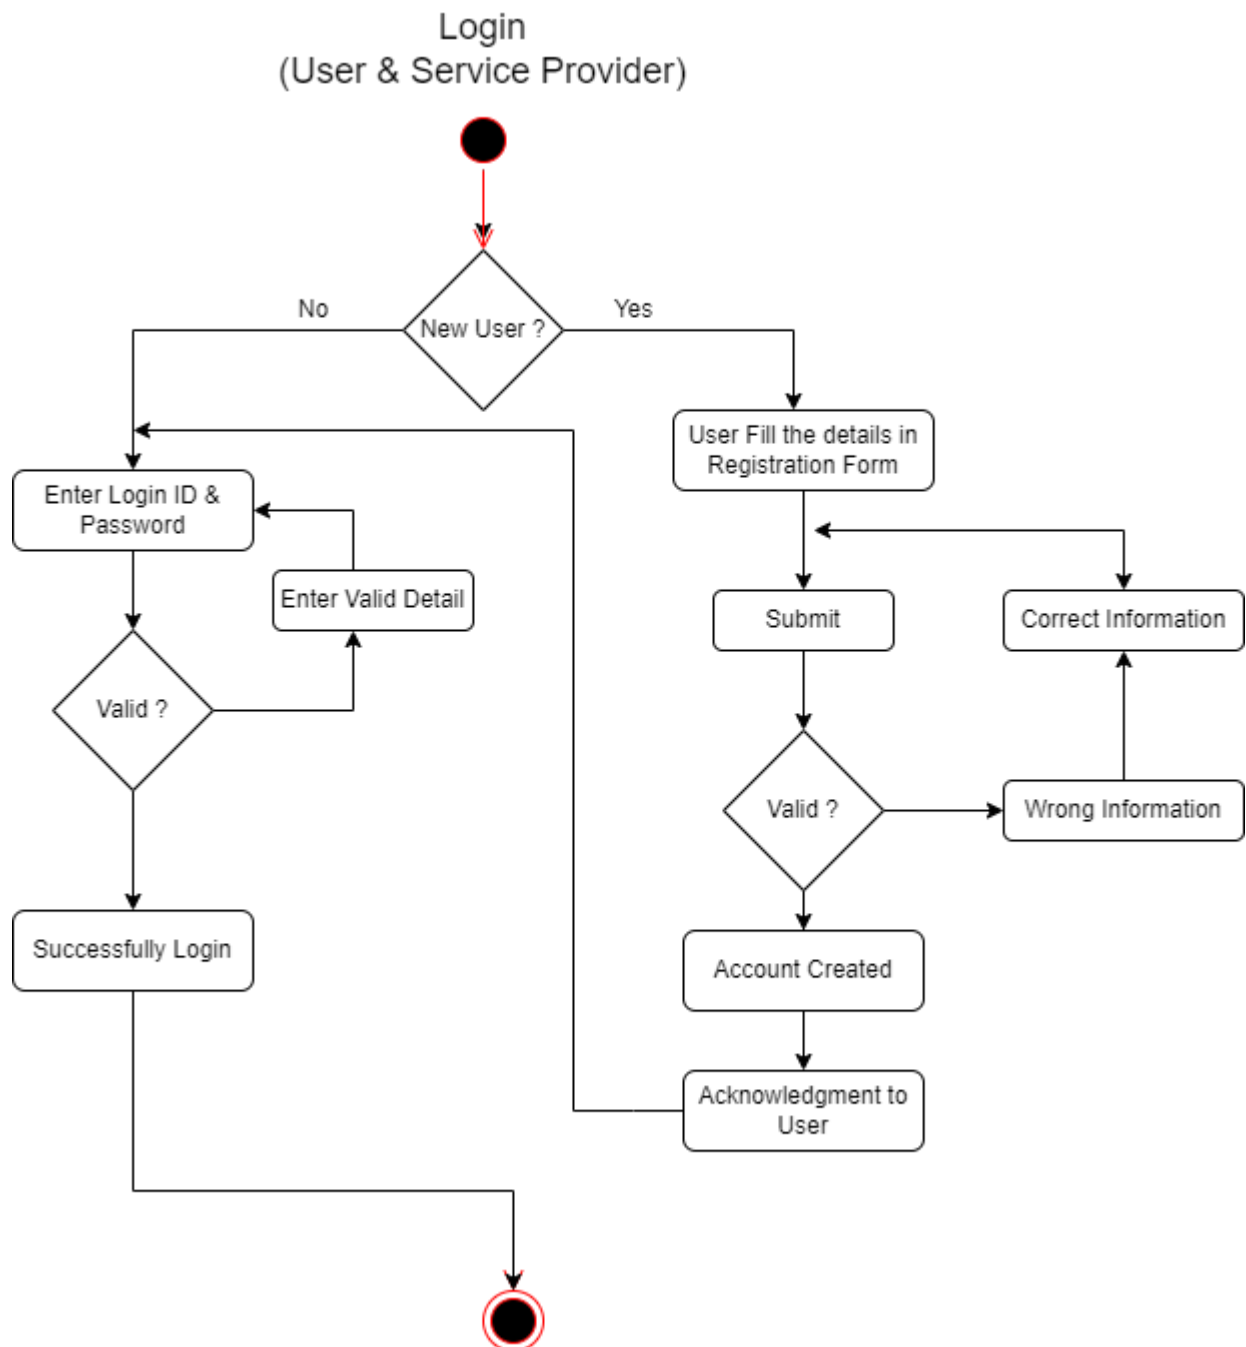 Login
(User & Service Provider)
No
Yes
New User ?
User Fill the details in
Registration Form
Enter Login ID &
Password
Enter Valid Detail
Submit
Correct Information
Valid ?
Valid ?
Wrong Information
Successfully Login
Account Created
Acknowledgment to
User